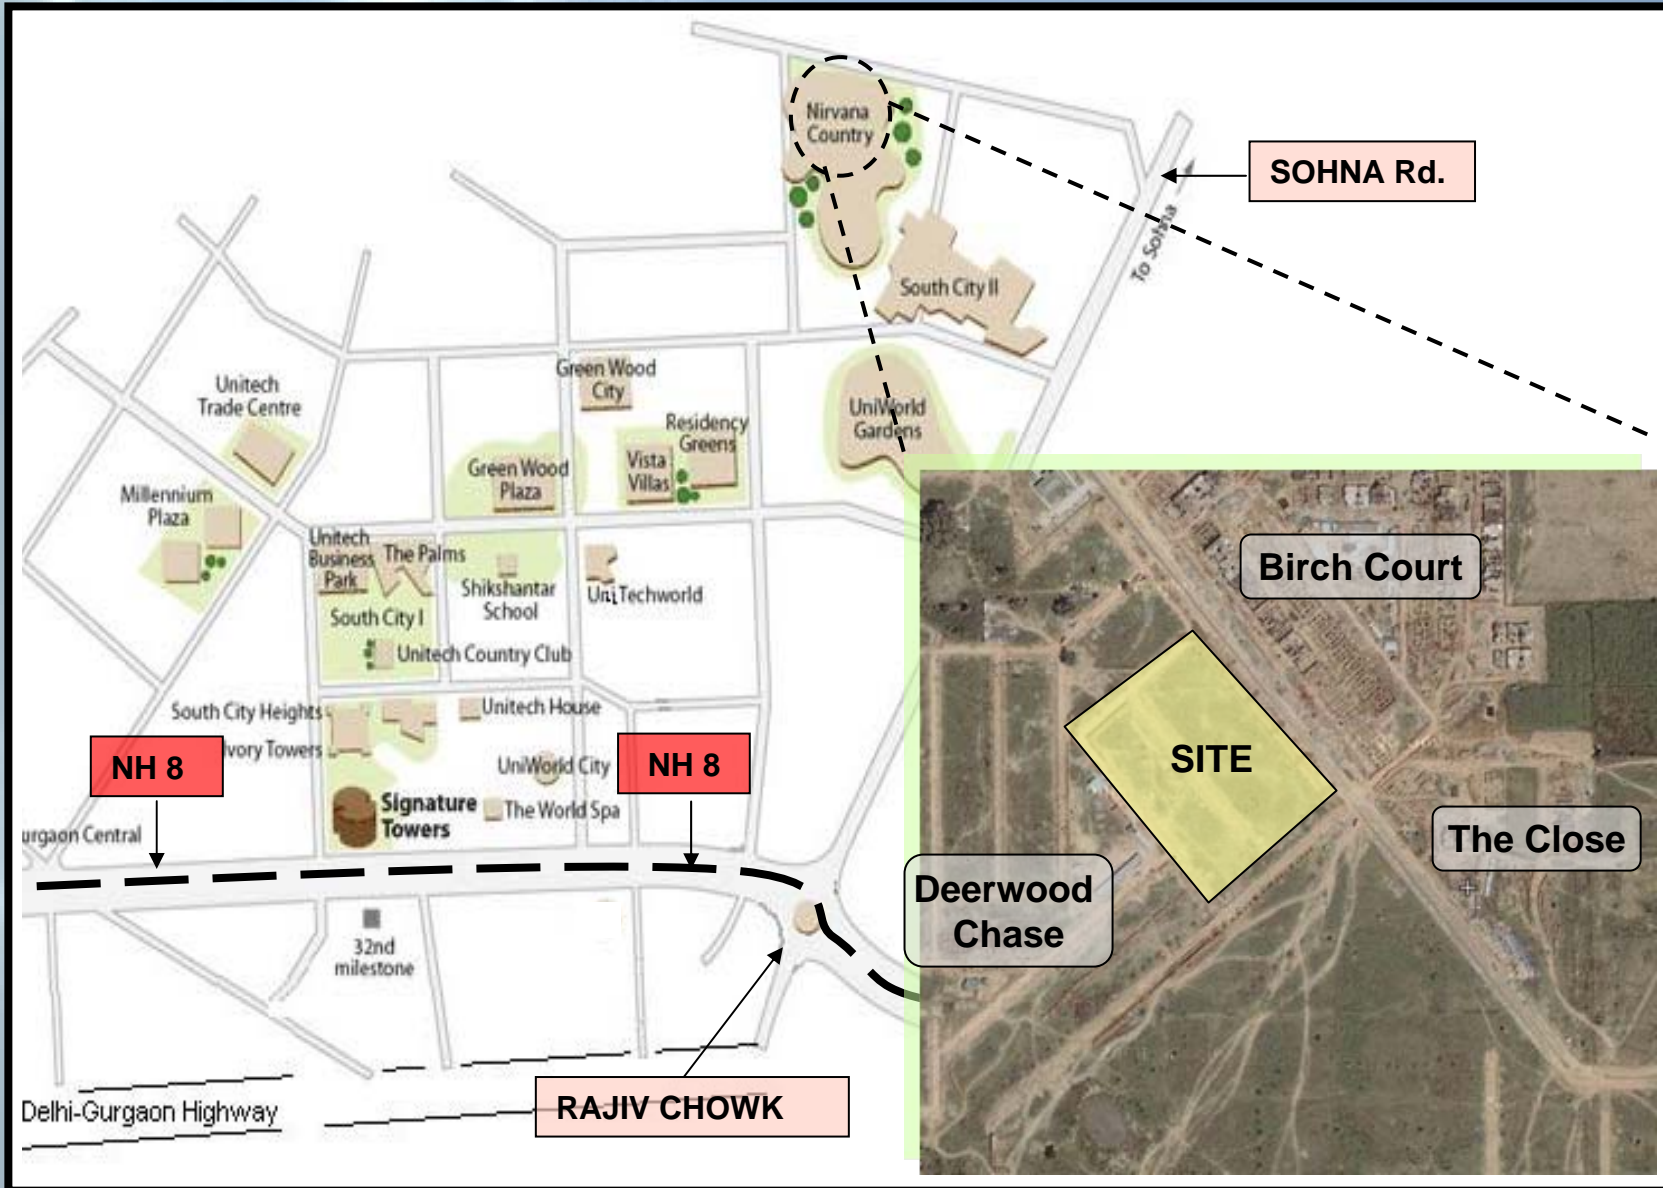 Nirvana
Country
SOHNA Rd.
To Sohna
South City II
Green Wood
City
Unitech
Trade Centre
UniWorld
Gardens
Residency
Greens
Vista
Villas
Green Wood
Plaza
Millennium
Plaza
Unitech
Business
Park
The Palms
Shikshantar
School
UniTechworld
South City I
Unitech Country Club
Birch Court
South City Heights
Ivory Towers
Unitech House
NH 8
NH 8
UniWorld City
SITE
Signature
Towers
The World Spa
urgaon Central
The Close
Deerwood
Chase
32nd
milestone
Delhi-Gurgaon Highway
RAJIV CHOWK